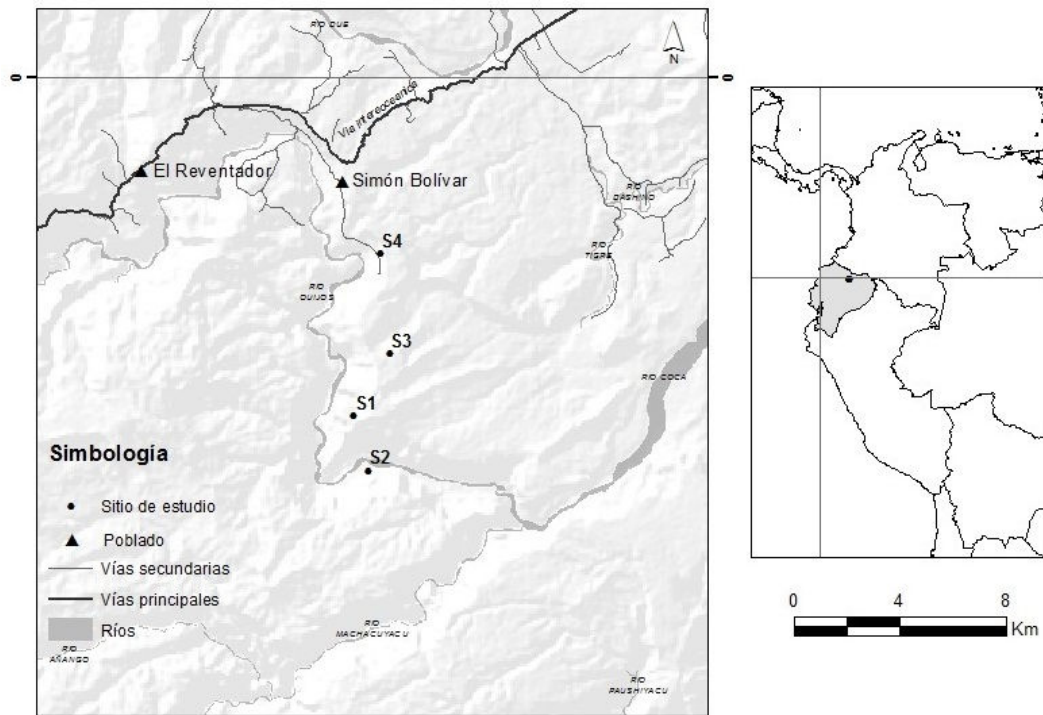 RIO DUE
N
0
0
Vía Interoceanica
El Reventador
Simón Bolívar
RIO
DASHINO
S4
RIO
TIGRE
RIO
QUIJOS
S3
RIO COCA
S1
Simbología
S2
Sitio de estudio
Poblado
Vías secundarias
Vías principales
Ríos
RIO
MACHACUYACU
RIO
AÑANGO
RIO
PAUSHIYACU
0 4 8
Km